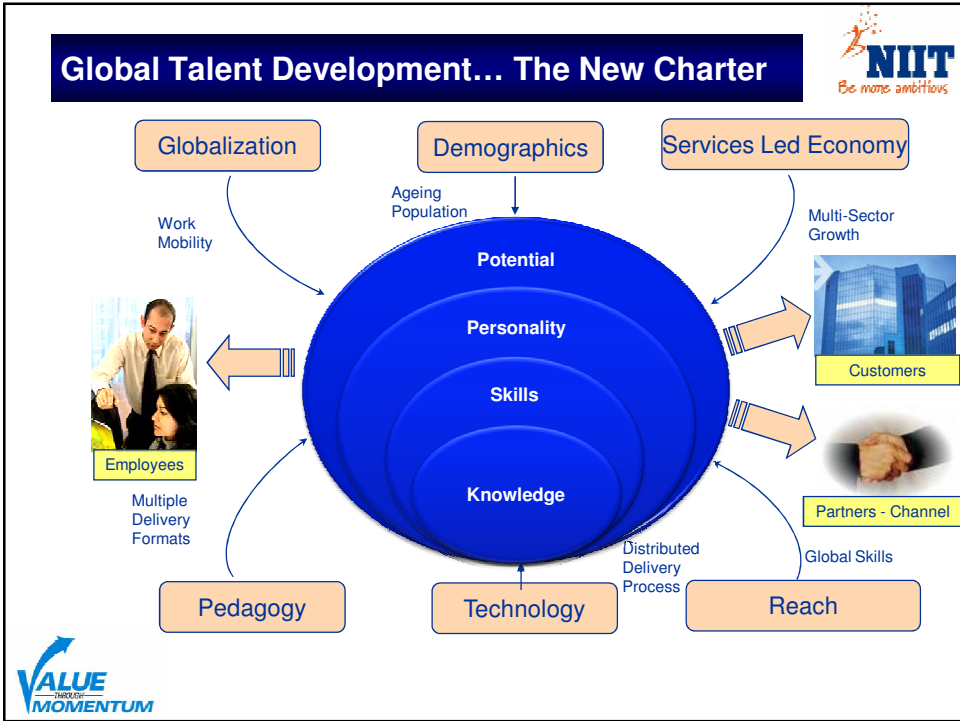 Global Talent Development… The New Charter
NIIT
Be more ambitious
Globalization
Demographics
Services Led Economy
Ageing
Population
Work
Mobility
Multi-Sector
Growth
Potential
Personality
Skills
Knowledge
Customers
Employees
Partners - Channel
Multiple
Delivery
Formats
Distributed
Delivery
Process
Global Skills
Pedagogy
Technology
Reach
VALUE
THROUGH
MOMENTUM